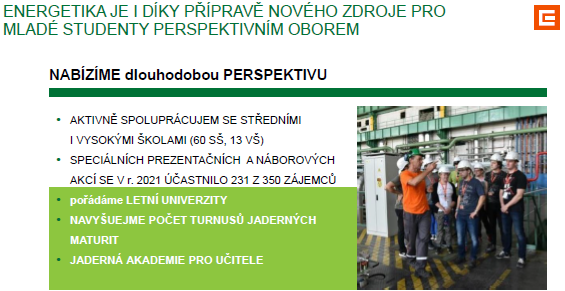 ENERGETIKA JE I DÍKY PŘÍPRAVĚ NOVÉHO ZDROJE PRO
MLADÉ STUDENTY PERSPEKTIVNÍM OBOREM
NABÍZÍME dlouhodobou PERSPEKTIVU
• AKTIVNĚ SPOLUPRÁCUJEM SE STŘEDNÍMI
I VYSOKÝMI ŠKOLAMI (60 SŠ, 13 VŠ)
• SPECIÁLNÍCH PREZENTAČNÍCH A NÁBOROVÝCH
AKCÍ SE V r. 2021 ÚČASTNILO 231 Z 350 ZÁJEMCŮ
• pořádáme LETNÍ UNIVERZITY
• NAVYŠUEJME POČET TURNUSŮ JADERNÝCH
MATURIT
• JADERNÁ AKADEMIE PRO UČITELE